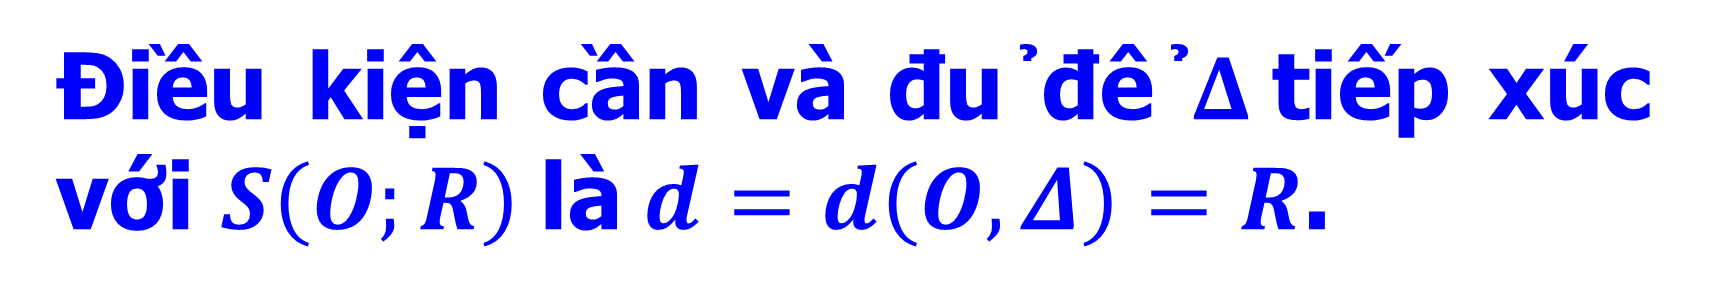 Điều kiện cần và đủ để Δ tiếp xúc
với S(O; R) là d = d(O, Δ) = R.